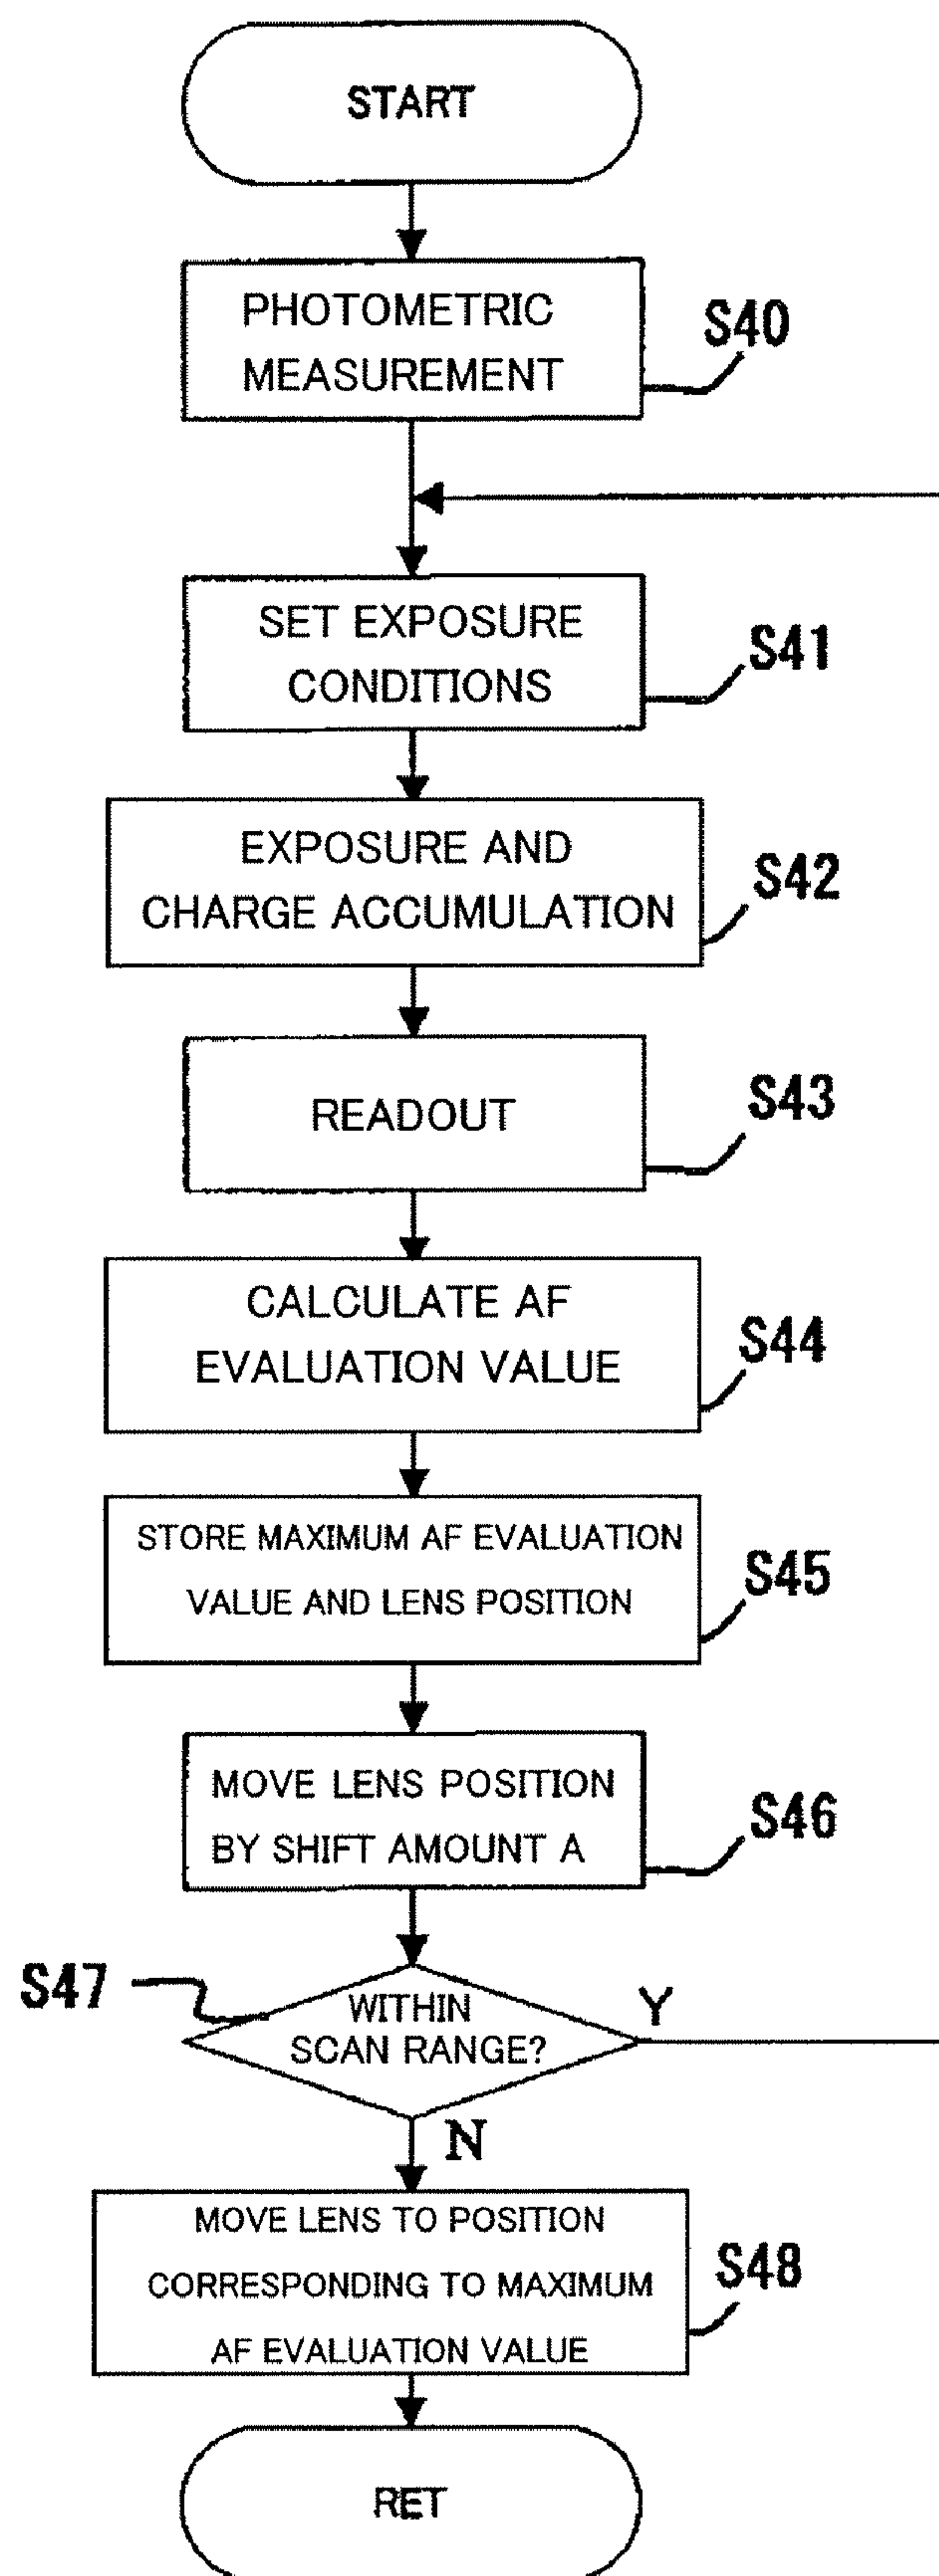 START
PHOTOMETRIC
MEASUREMENT
S40
SET EXPOSURE
CONDITIONS
S41
EXPOSURE AND
CHARGE ACCUMULATION
S42
READOUT
S43
CALCULATE AF
EVALUATION VALUE
S44
STORE MAXIMUM AF EVALUATION
VALUE AND LENS POSITION
S45
MOVE LENS POSITION
BY SHIFT AMOUNT A
S46
S47
WITHIN
SCAN RANGE?
Y
N
MOVE LENS TO POSITION
CORRESPONDING TO MAXIMUM
AF EVALUATION VALUE
S48
RET